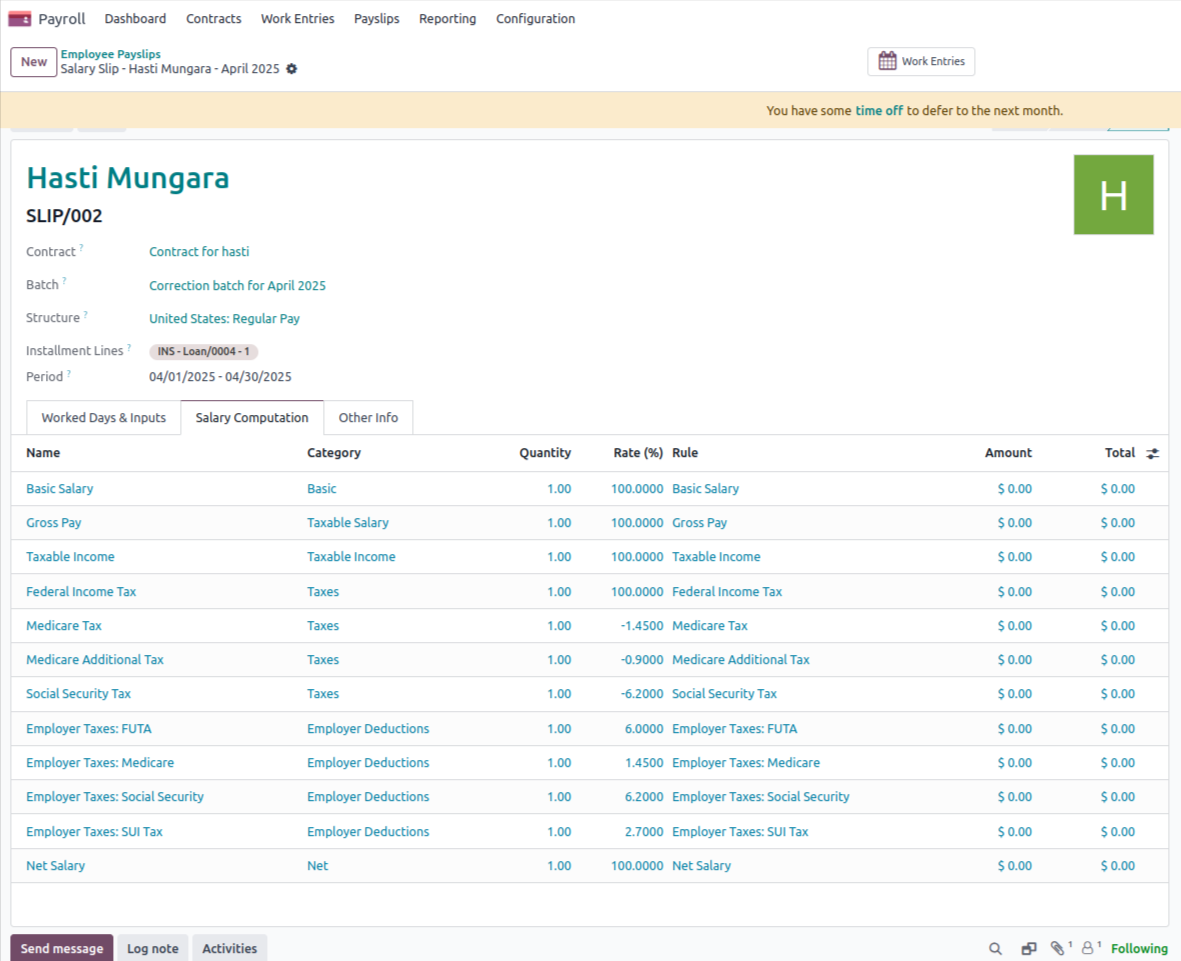 Payroll Dashboard Contracts Work Entries Payslips Reporting Configuration
New Employee Payslips
Salary Slip - Hasti Mungara - April 2025
Work Entries
You have some time off to defer to the next month.
Hasti Mungara
H
SLIP/002
Contract ? Contract for hasti
Batch ? Correction batch for April 2025
Structure ? United States: Regular Pay
Installment Lines ? INS - Loan/0004 - 1
Period ? 04/01/2025 - 04/30/2025
Worked Days & Inputs Salary Computation Other Info
Name Category Quantity Rate (%) Rule Amount Total
Basic Salary Basic 1.00 100.0000 Basic Salary $ 0.00 $ 0.00
Gross Pay Taxable Salary 1.00 100.0000 Gross Pay $ 0.00 $ 0.00
Taxable Income Taxable Income 1.00 100.0000 Taxable Income $ 0.00 $ 0.00
Federal Income Tax Taxes 1.00 100.0000 Federal Income Tax $ 0.00 $ 0.00
Medicare Tax Taxes 1.00 -1.4500 Medicare Tax $ 0.00 $ 0.00
Medicare Additional Tax Taxes 1.00 -0.9000 Medicare Additional Tax $ 0.00 $ 0.00
Social Security Tax Taxes 1.00 -6.2000 Social Security Tax $ 0.00 $ 0.00
Employer Taxes: FUTA Employer Deductions 1.00 6.0000 Employer Taxes: FUTA $ 0.00 $ 0.00
Employer Taxes: Medicare Employer Deductions 1.00 1.4500 Employer Taxes: Medicare $ 0.00 $ 0.00
Employer Taxes: Social Security Employer Deductions 1.00 6.2000 Employer Taxes: Social Security $ 0.00 $ 0.00
Employer Taxes: SUI Tax Employer Deductions 1.00 2.7000 Employer Taxes: SUI Tax $ 0.00 $ 0.00
Net Salary Net 1.00 100.0000 Net Salary $ 0.00 $ 0.00
Send message Log note Activities 1 1 Following